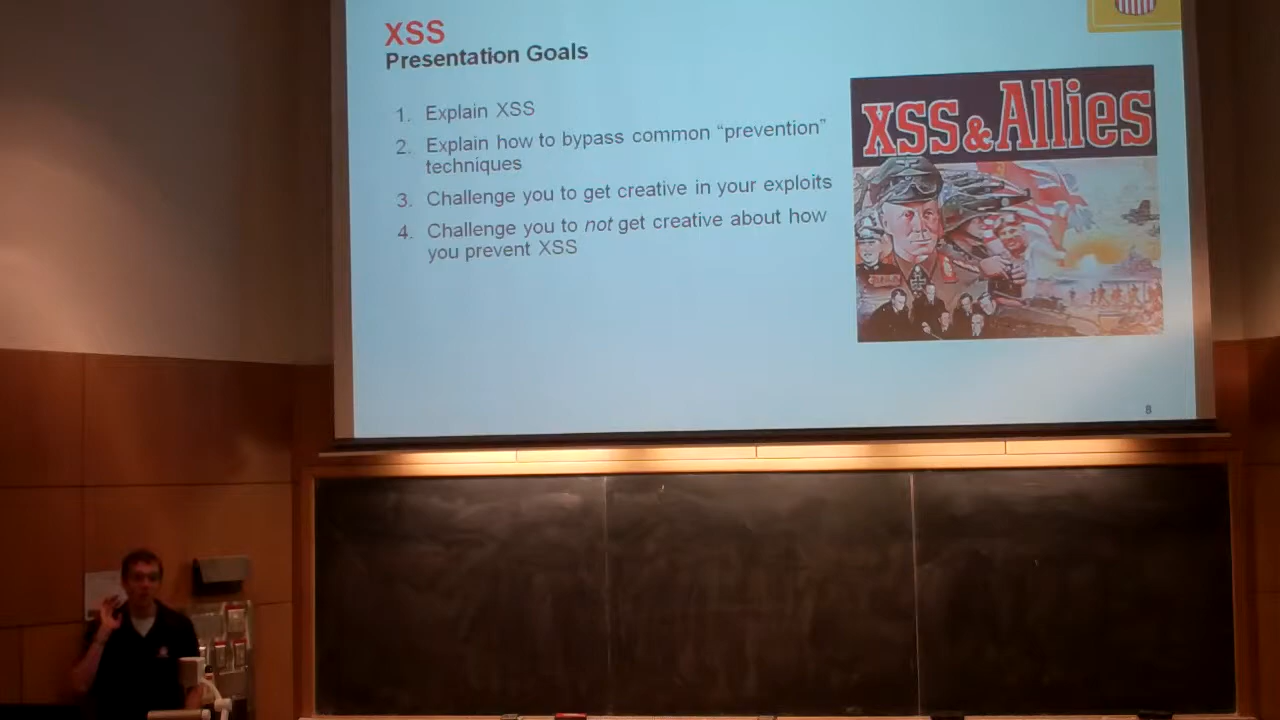 XSS
Presentation Goals
1. Explain XSS
2. Explain how to bypass common “prevention”
techniques
3. Challenge you to get creative in your exploits
4. Challenge you to not get creative about how
you prevent XSS
XSS & Allies
8